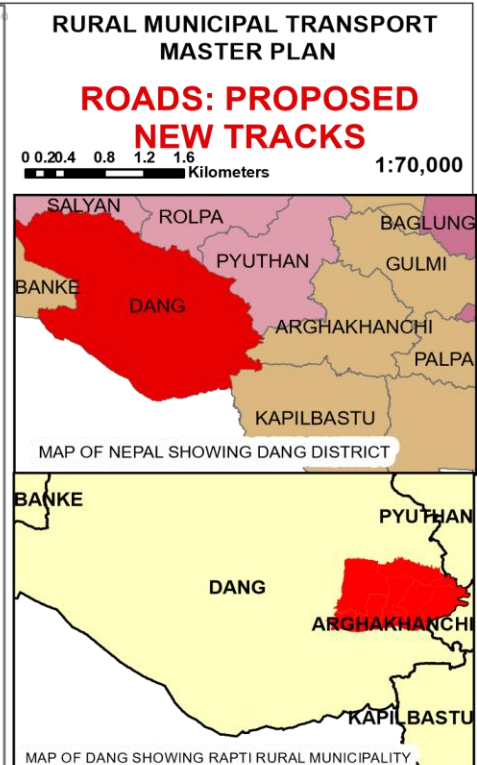 RURAL MUNICIPAL TRANSPORT
MASTER PLAN
ROADS: PROPOSED
NEW TRACKS
0 0.20.4 0.8 1.2 1.6
Kilometers
1:70,000
SALYAN
ROLPA
BAGLUNG
PYUTHAN
GULMI
BANKE
DANG
ARGHAKHANCHI
PALPA
KAPILBASTU
MAP OF NEPAL SHOWING DANG DISTRICT
BANKE
PYUTHAN
DANG
ARGHAKHANCHI
KAPILBASTU
MAP OF DANG SHOWING RAPTI RURAL MUNICIPALITY